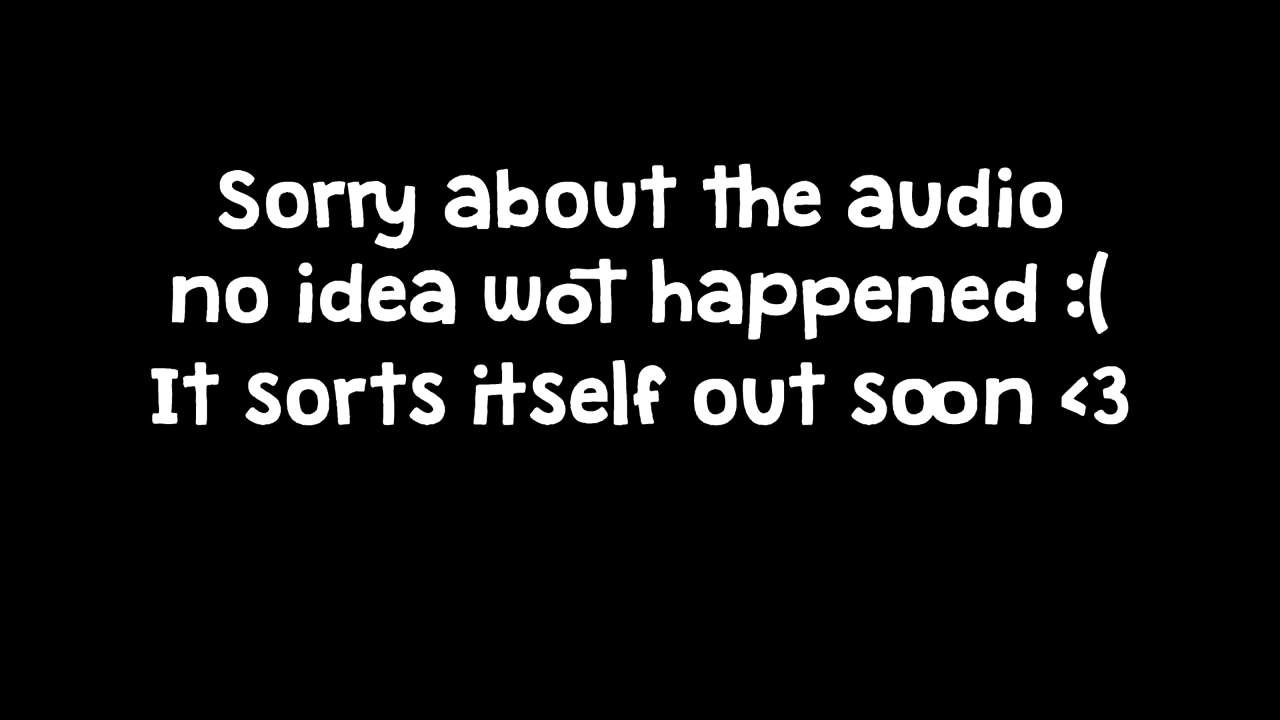 Sorry about the audio
no idea wot happened :(
It sorts itself out soon <3